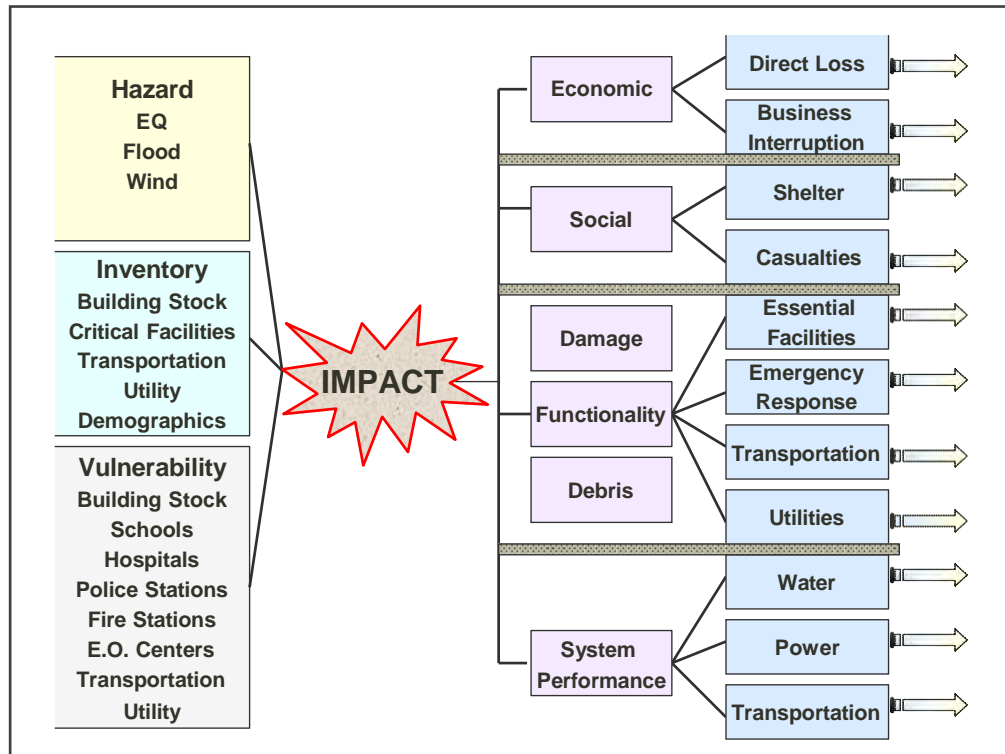 Hazard
EQ
Flood
Wind
Inventory
Building Stock
Critical Facilities
Transportation
Utility
Demographics
Vulnerability
Building Stock
Schools
Hospitals
Police Stations
Fire Stations
E.O. Centers
Transportation
Utility
IMPACT
Economic
Social
Damage
Functionality
Debris
System
Performance
Direct Loss
Business
Interruption
Shelter
Casualties
Essential
Facilities
Emergency
Response
Transportation
Utilities
Water
Power
Transportation